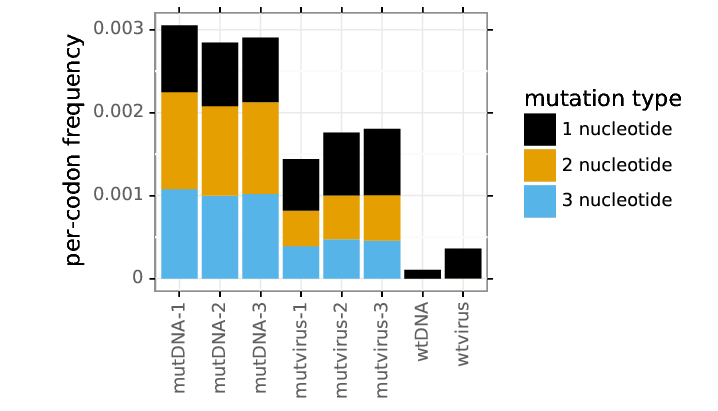 per-codon frequency
0.003
0.002
0.001
0
mutDNA-1
mutDNA-2
mutDNA-3
mutvirus-1
mutvirus-2
mutvirus-3
wtDNA
wtvirus
mutation type
1 nucleotide
2 nucleotide
3 nucleotide